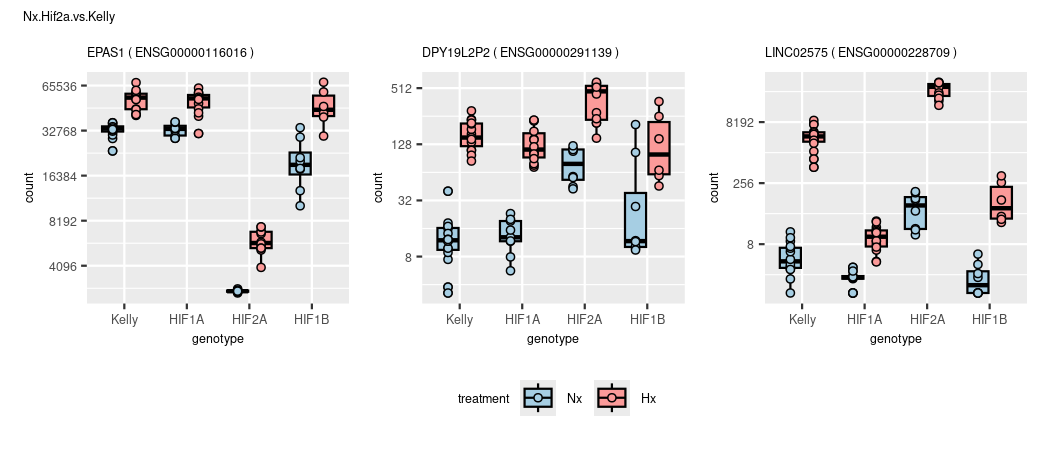 Nx.Hif2a.vs.Kelly
EPAS1 ( ENSG00000116016 )
65536
32768
16384
8192
4096
count
Kelly HIF1A HIF2A HIF1B
genotype
DPY19L2P2 ( ENSG00000291139 )
512
128
32
8
count
Kelly HIF1A HIF2A HIF1B
genotype
LINC02575 ( ENSG00000228709 )
8192
256
8
count
Kelly HIF1A HIF2A HIF1B
genotype
treatment Nx Hx